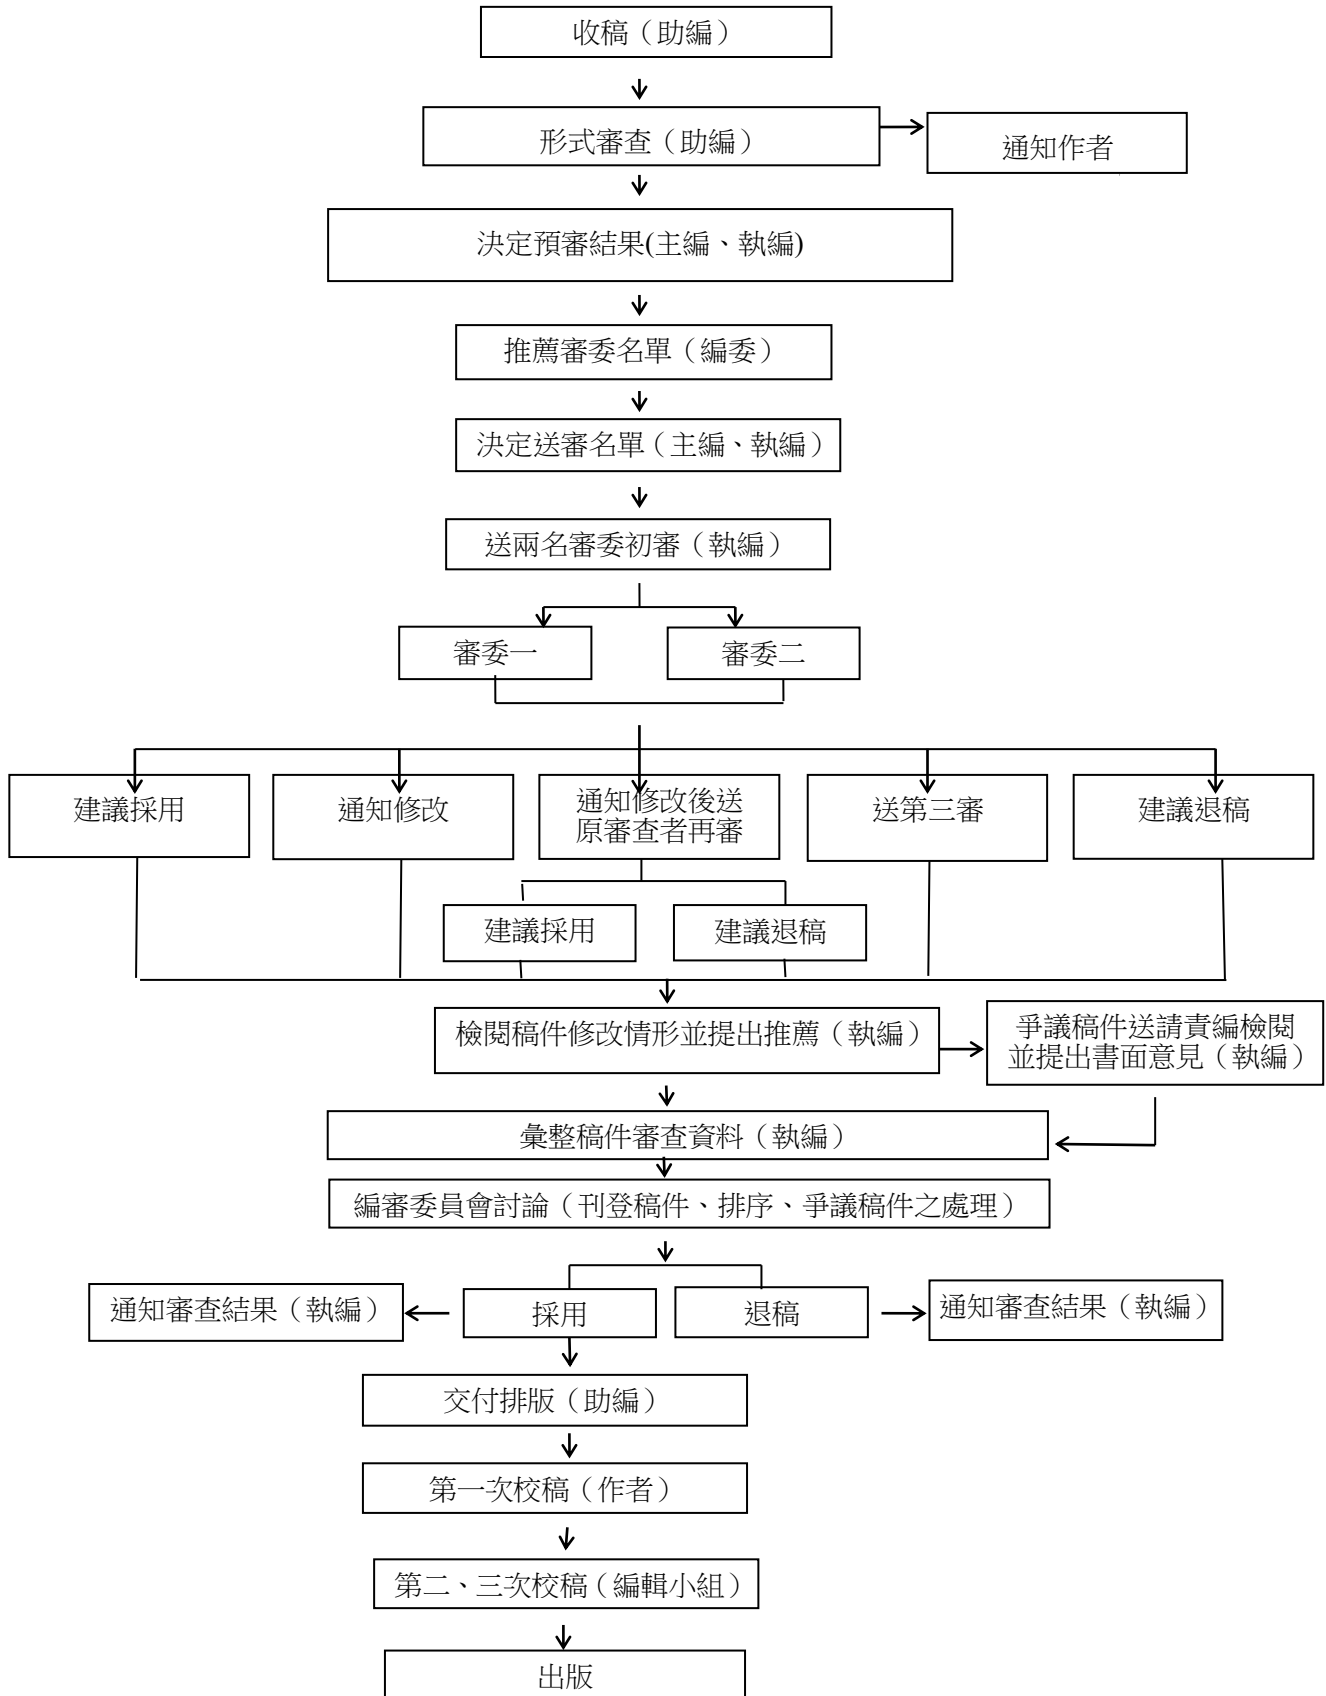 收稿（助編）
形式審查（助編）
通知作者
決定預審結果(主編、執編)
推薦審委名單（編委）
決定送審名單（主編、執編）
送兩名審委初審（執編）
審委一
審委二
建議採用
通知修改
通知修改後送
原審查者再審
送第三審
建議退稿
建議採用
建議退稿
檢閱稿件修改情形並提出推薦（執編）
爭議稿件送請責編檢閱
並提出書面意見（執編）
彙整稿件審查資料（執編）
編審委員會討論（刊登稿件、排序、爭議稿件之處理）
通知審查結果（執編）
採用
退稿
通知審查結果（執編）
交付排版（助編）
第一次校稿（作者）
第二、三次校稿（編輯小組）
出版